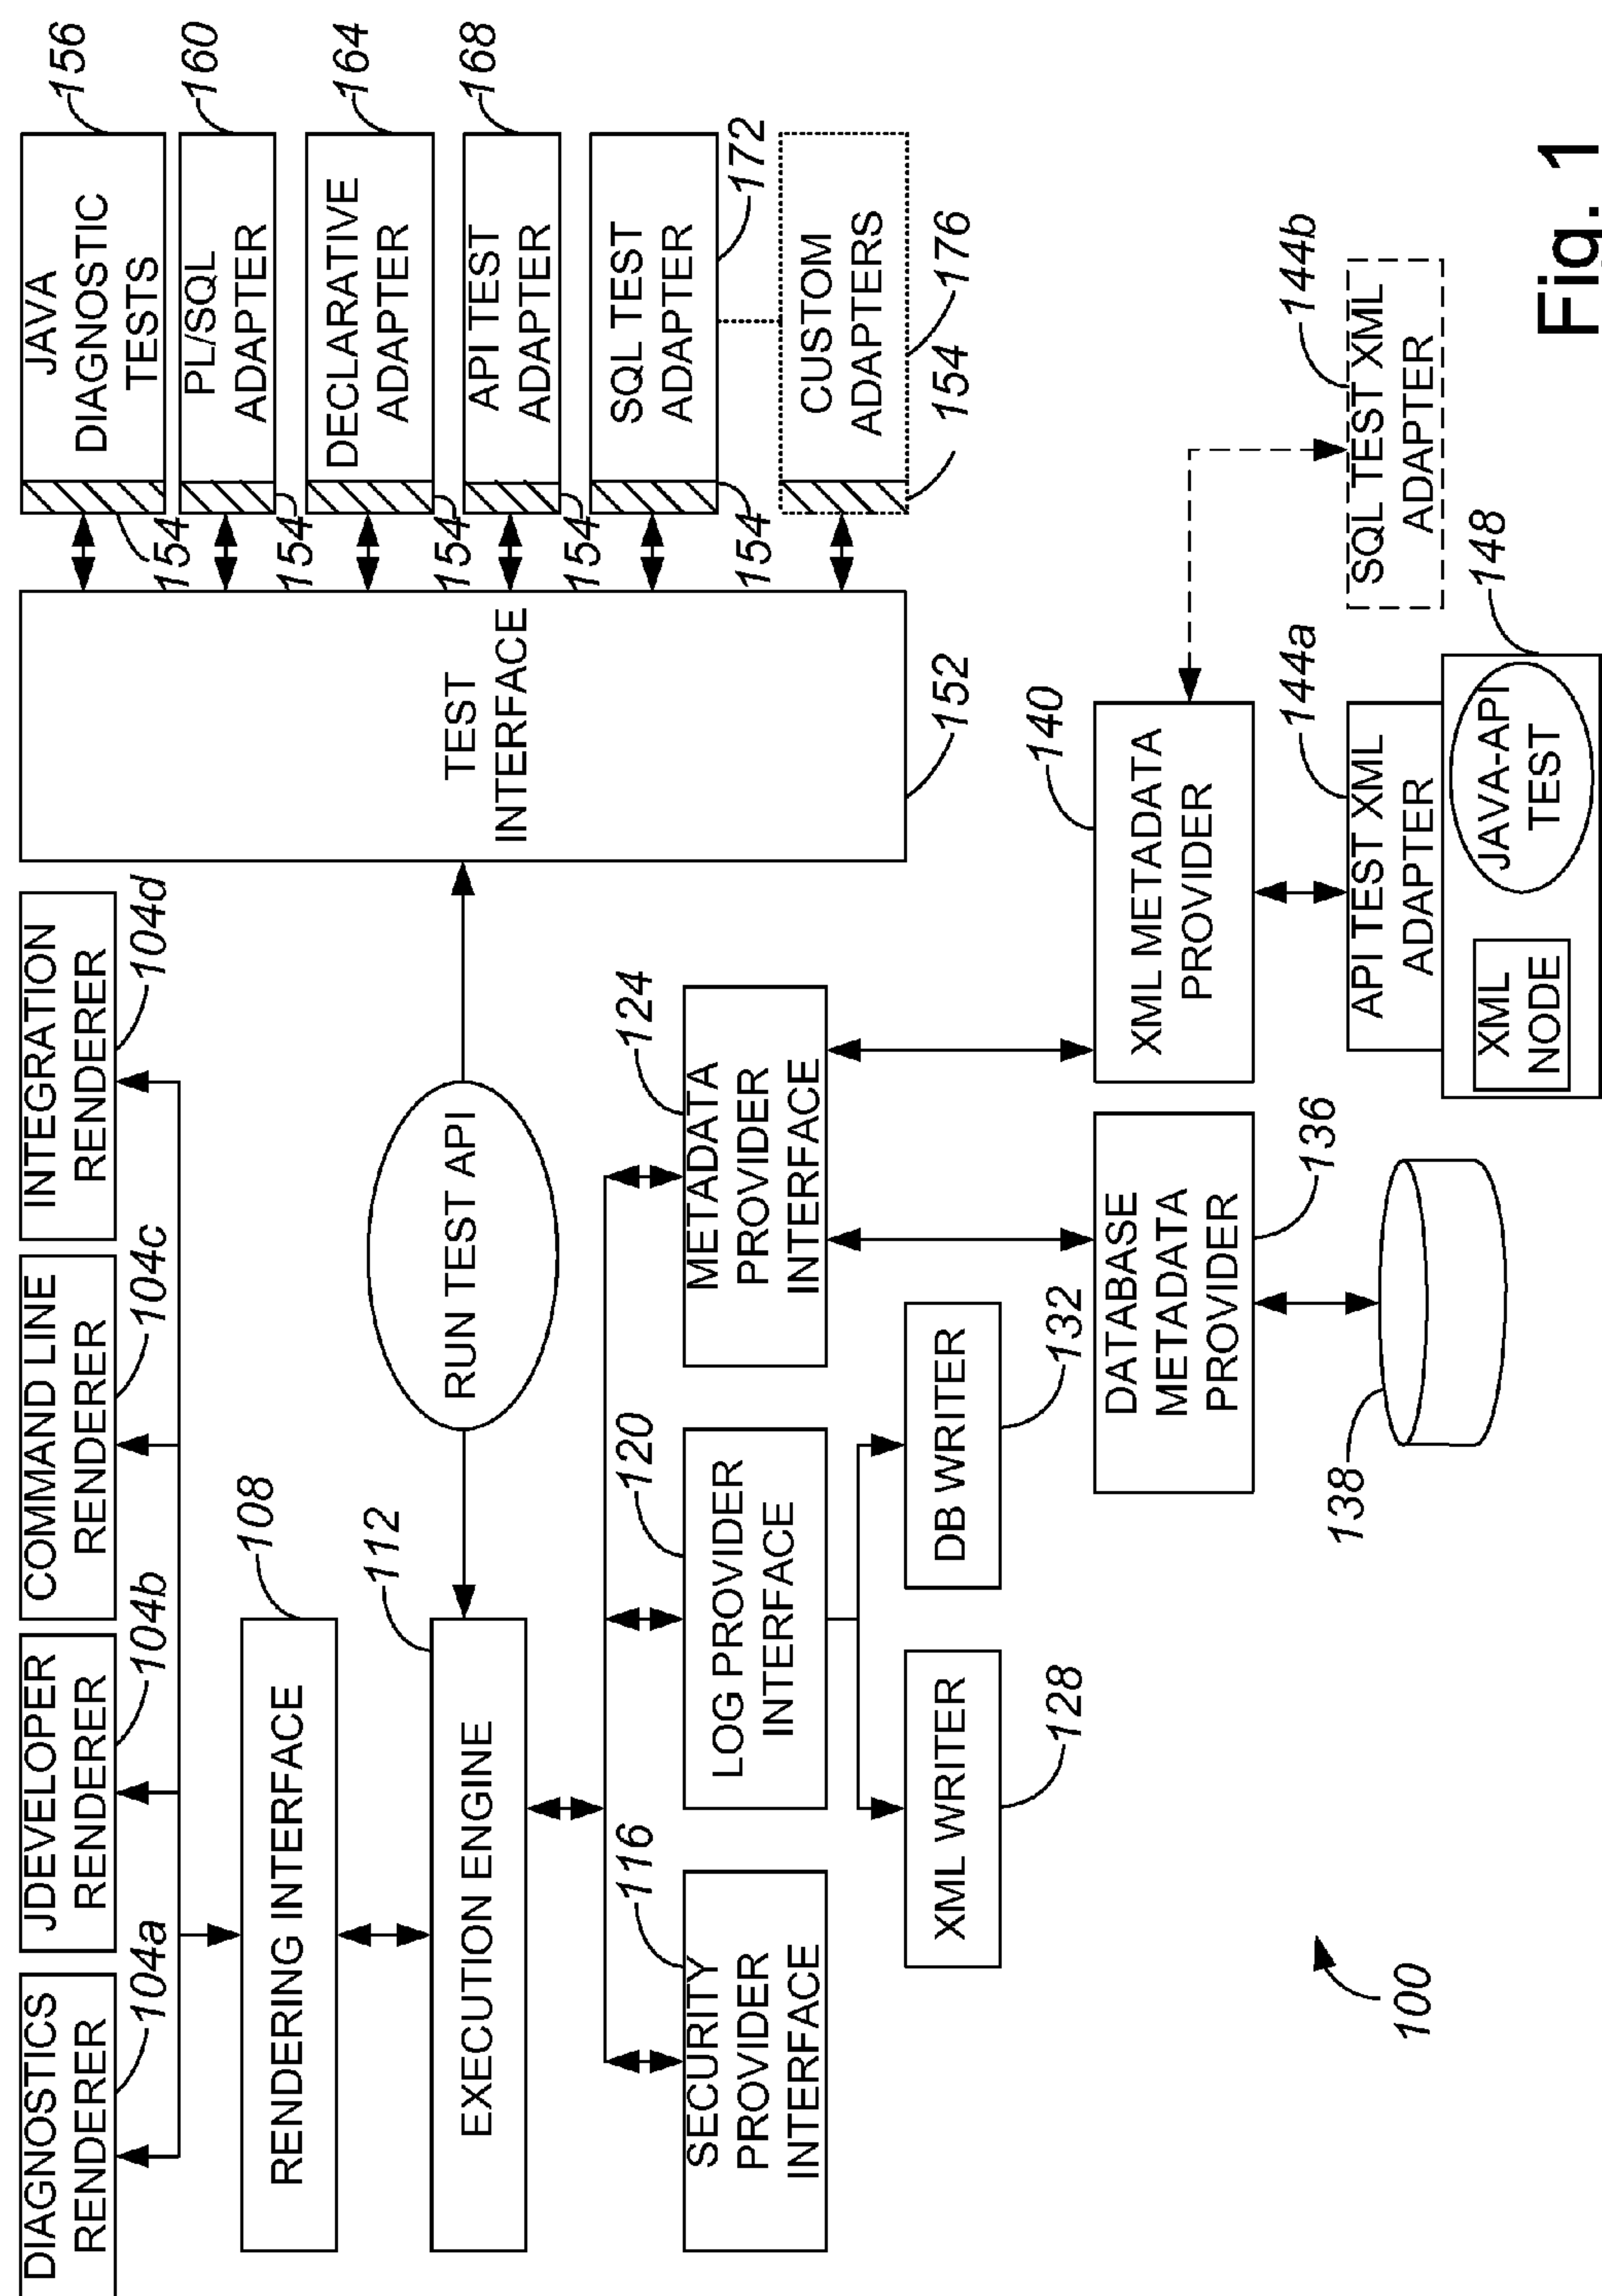 DIAGNOSTICS
RENDERER
104a
JDEVELOPER
RENDERER
104b
COMMAND LINE
RENDERER
104c
INTEGRATION
RENDERER
104d
RENDERING INTERFACE
108
EXECUTION ENGINE
112
RUN TEST API
TEST
INTERFACE
152
JAVA
DIAGNOSTIC
TESTS
156
154
PL/SQL
ADAPTER
160
154
DECLARATIVE
ADAPTER
164
154
API TEST
ADAPTER
168
154
SQL TEST
ADAPTER
172
154
CUSTOM
ADAPTERS
176
154
SECURITY
PROVIDER
INTERFACE
116
LOG PROVIDER
INTERFACE
120
METADATA
PROVIDER
INTERFACE
124
XML WRITER
128
DB WRITER
132
DATABASE
METADATA
PROVIDER
136
138
XML METADATA
PROVIDER
140
API TEST XML
ADAPTER
144a
SQL TEST XML
ADAPTER
144b
XML
NODE
JAVA-API
TEST
148
100
Fig. 1